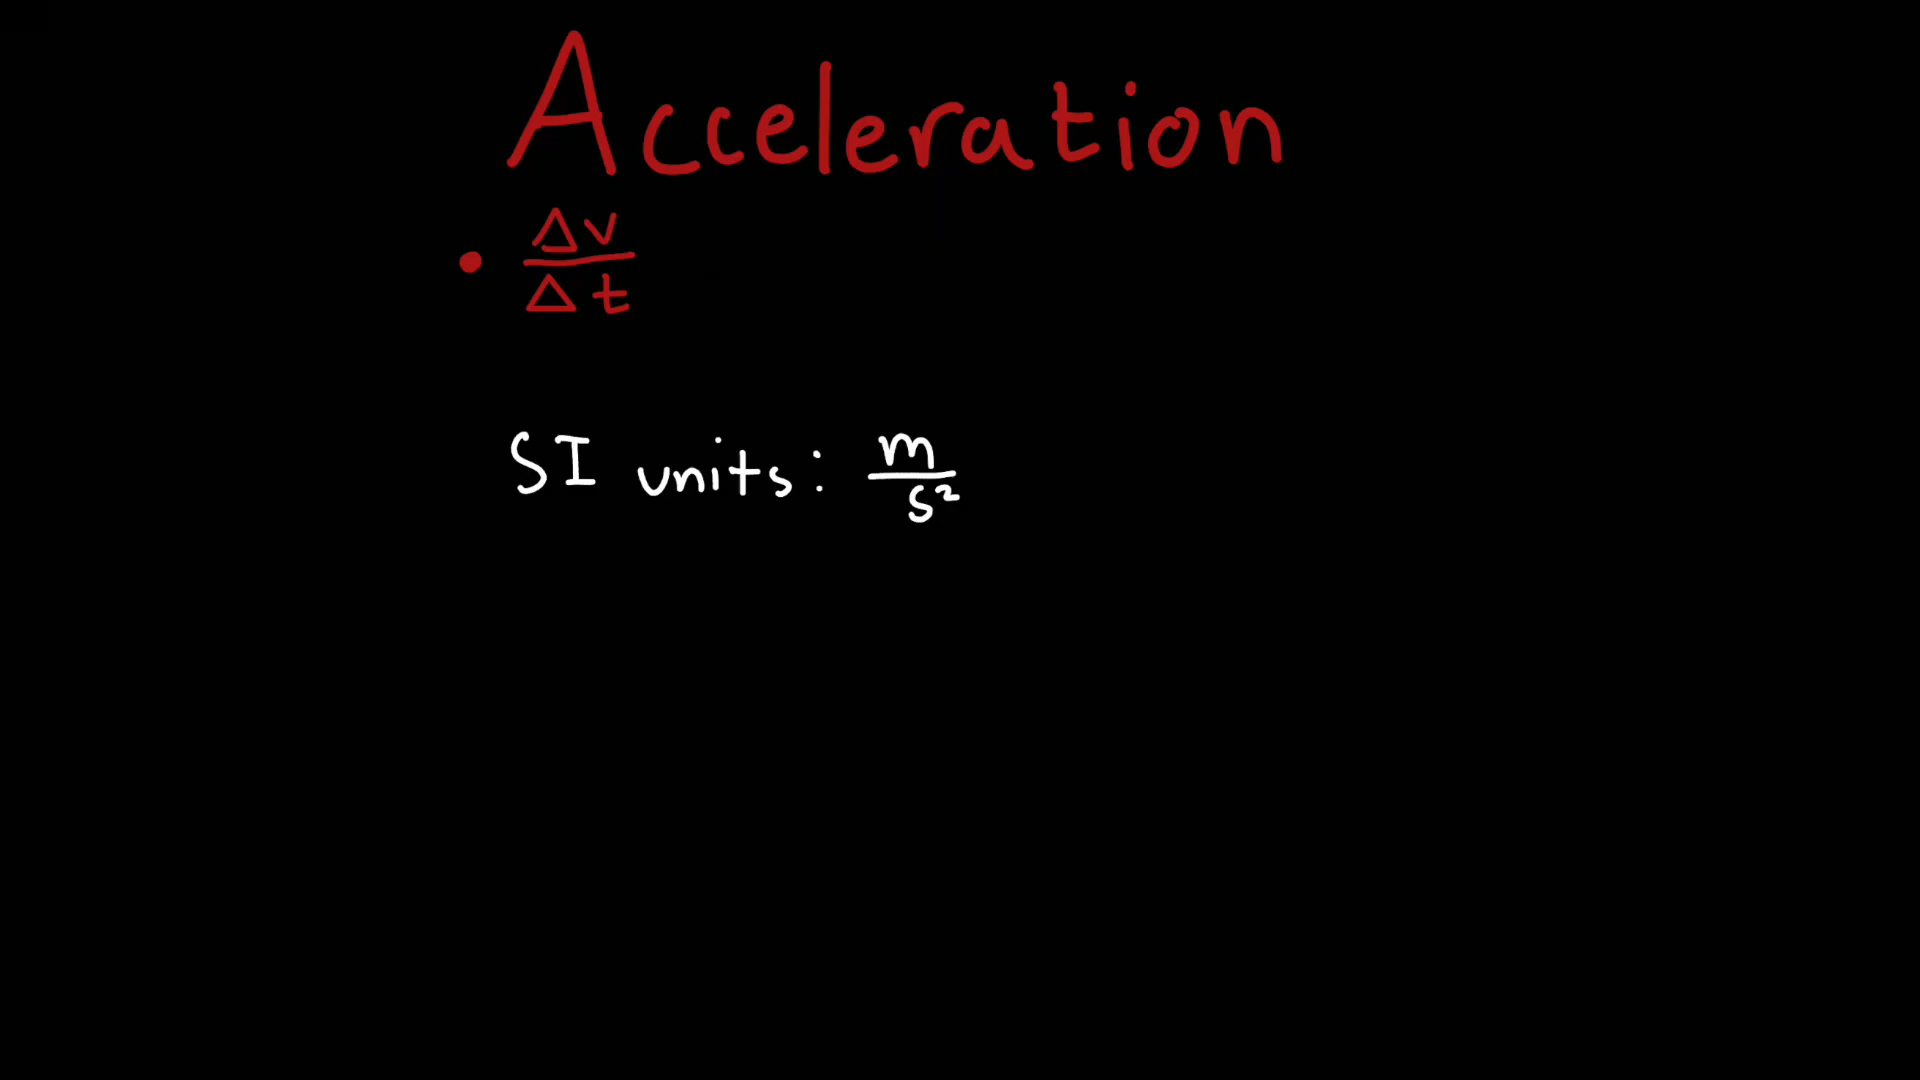 Acceleration
• Δv
Δt
SI units: m/s²